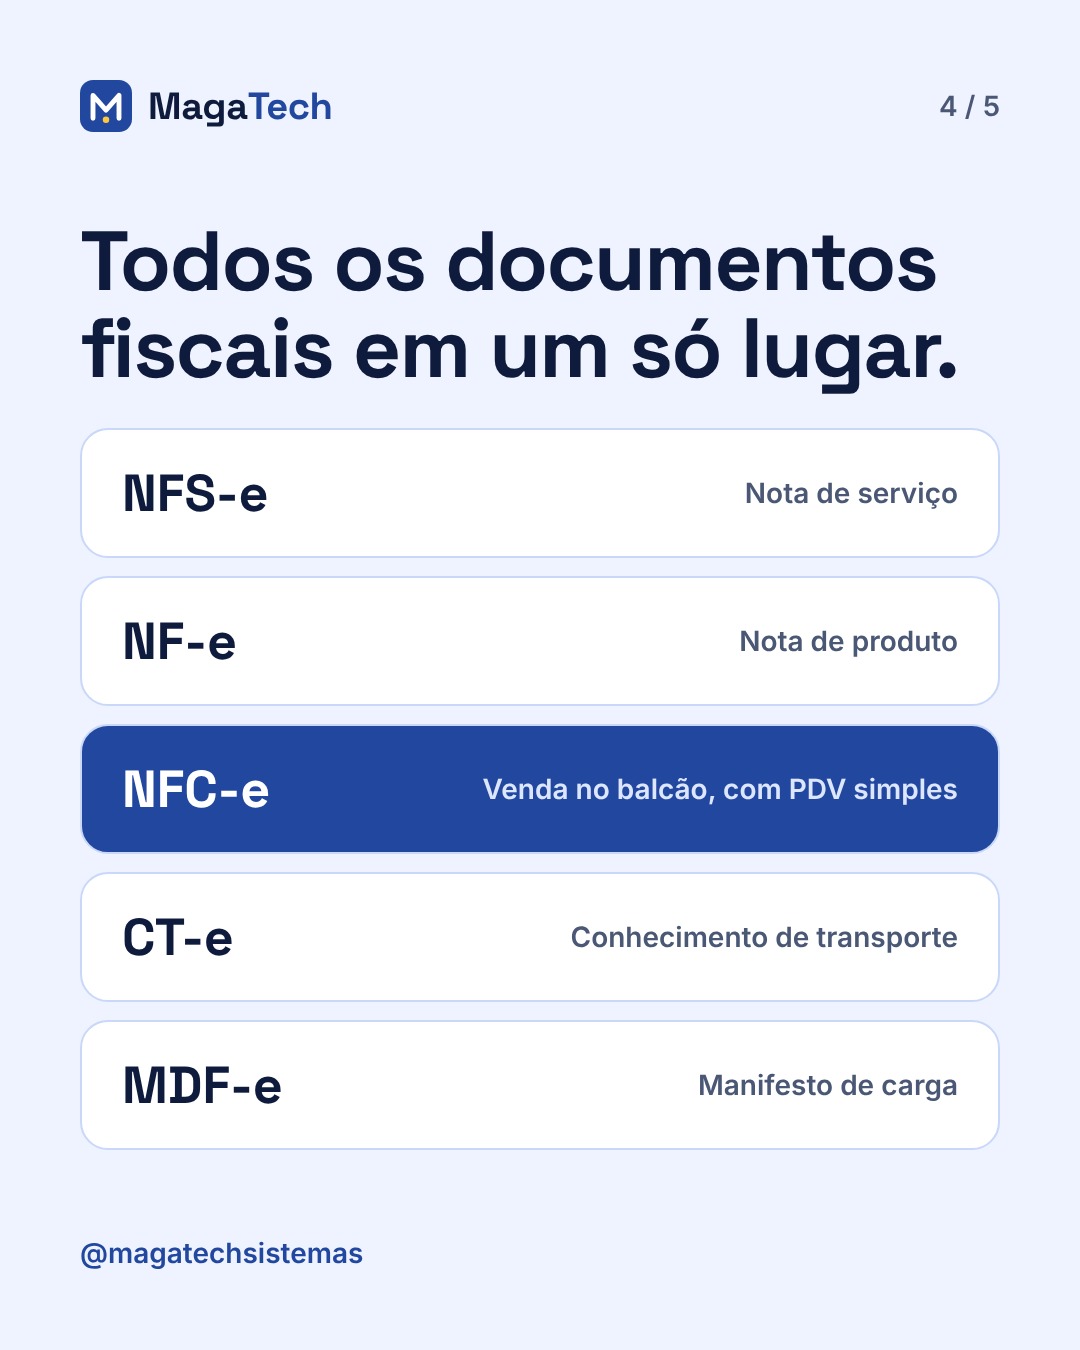 MagaTech
4 / 5
Todos os documentos
fiscais em um só lugar.
NFS-e
Nota de serviço
NF-e
Nota de produto
NFC-e
Venda no balcão, com PDV simples
CT-e
Conhecimento de transporte
MDF-e
Manifesto de carga
@magatechsistemas